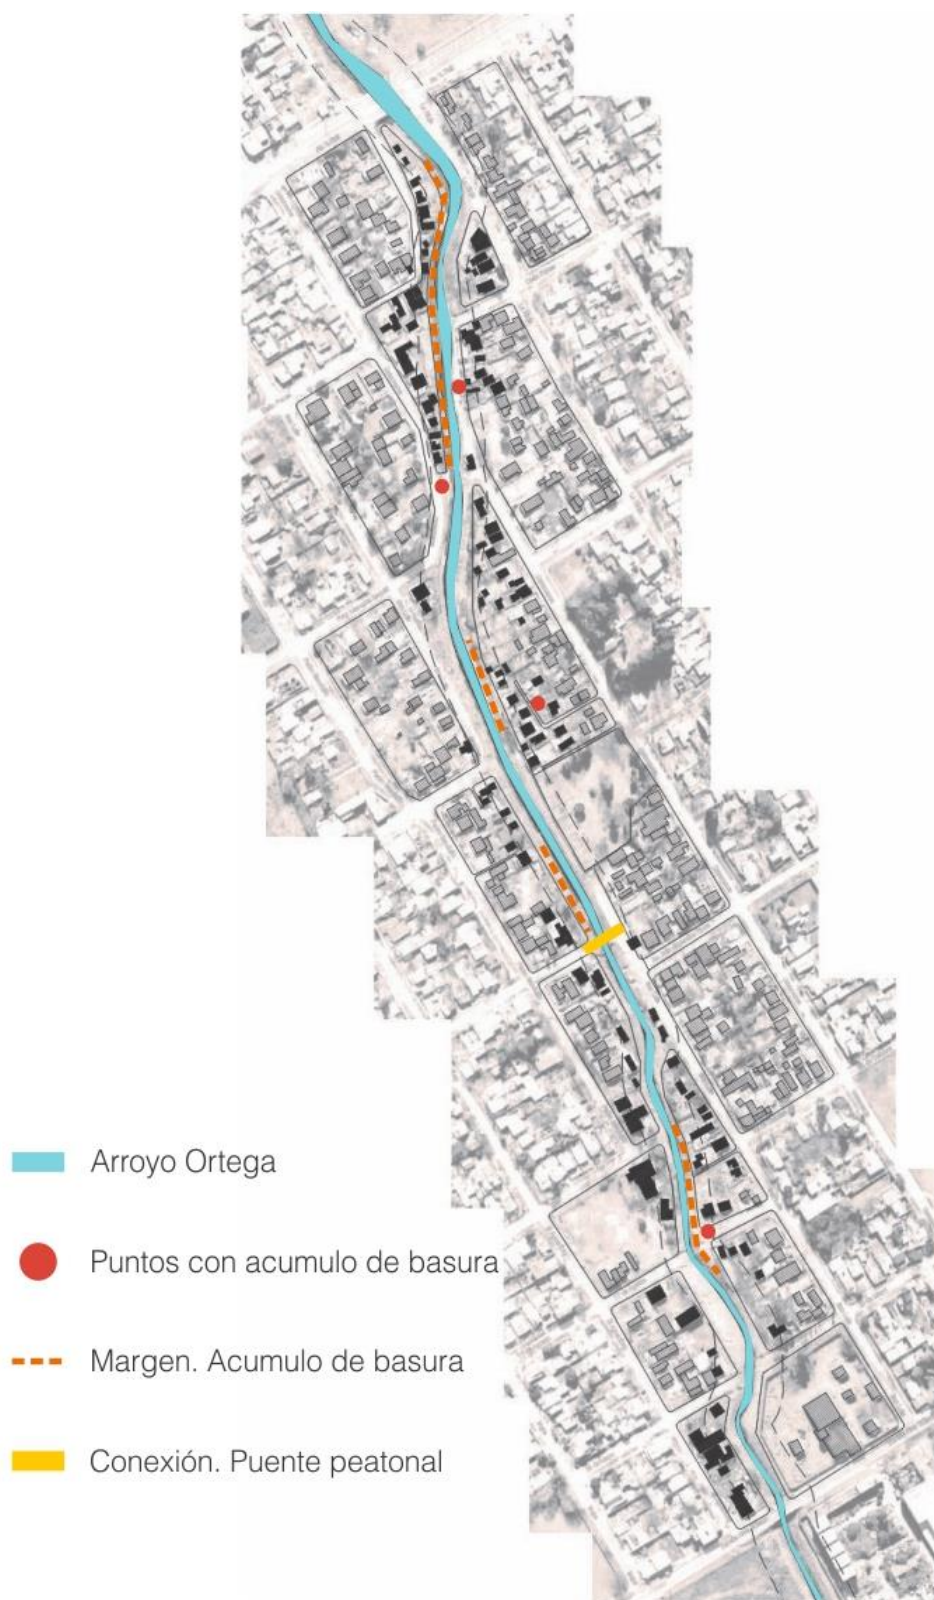 Arroyo Ortega
Puntos con acumulo de basura
Margen. Acumulo de basura
Conexión. Puente peatonal